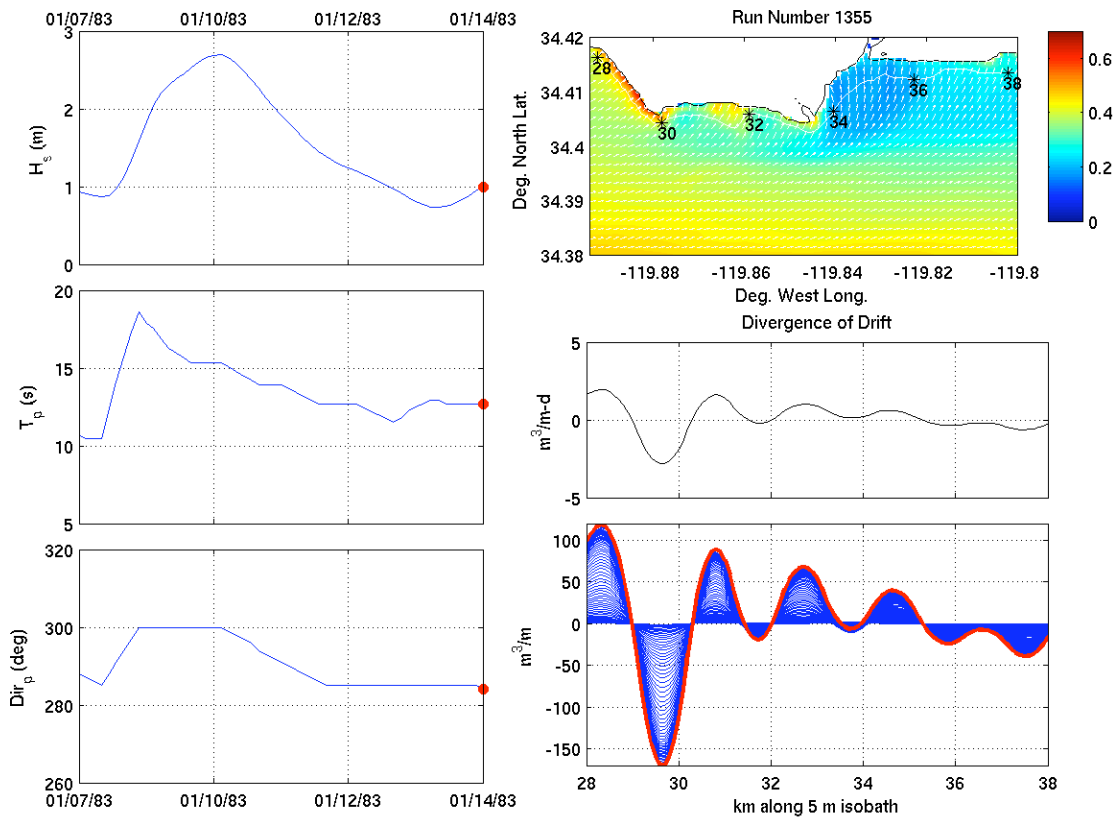 01/07/83 01/10/83 01/12/83 01/14/83
3
2
1
0
H_s (m)
20
15
10
5
T_p (s)
320
300
280
260
Dir_p (deg)
01/07/83 01/10/83 01/12/83 01/14/83
Run Number 1355
34.42
34.41
34.4
34.39
34.38
Deg. North Lat.
28
30
32
34
36
38
-119.88 -119.86 -119.84 -119.82 -119.8
Deg. West Long.
0.6
0.4
0.2
0
Divergence of Drift
5
0
-5
m³/m-d
100
50
0
-50
-100
-150
m³/m
28 30 32 34 36 38
km along 5 m isobath